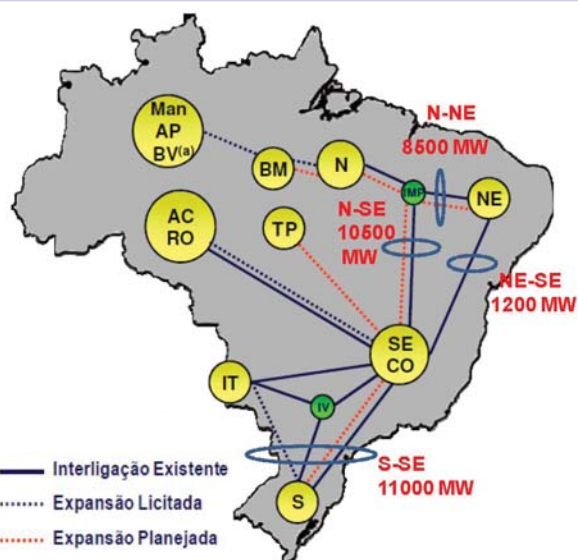 Man
AP
BV(a)
N-NE
8500 MW
BM
N
IMP
NE
AC
RO
TP
N-SE
10500
MW
NE-SE
1200 MW
SE
CO
IT
IV
S-SE
11000 MW
S
Interligação Existente
Expansão Licitada
Expansão Planejada